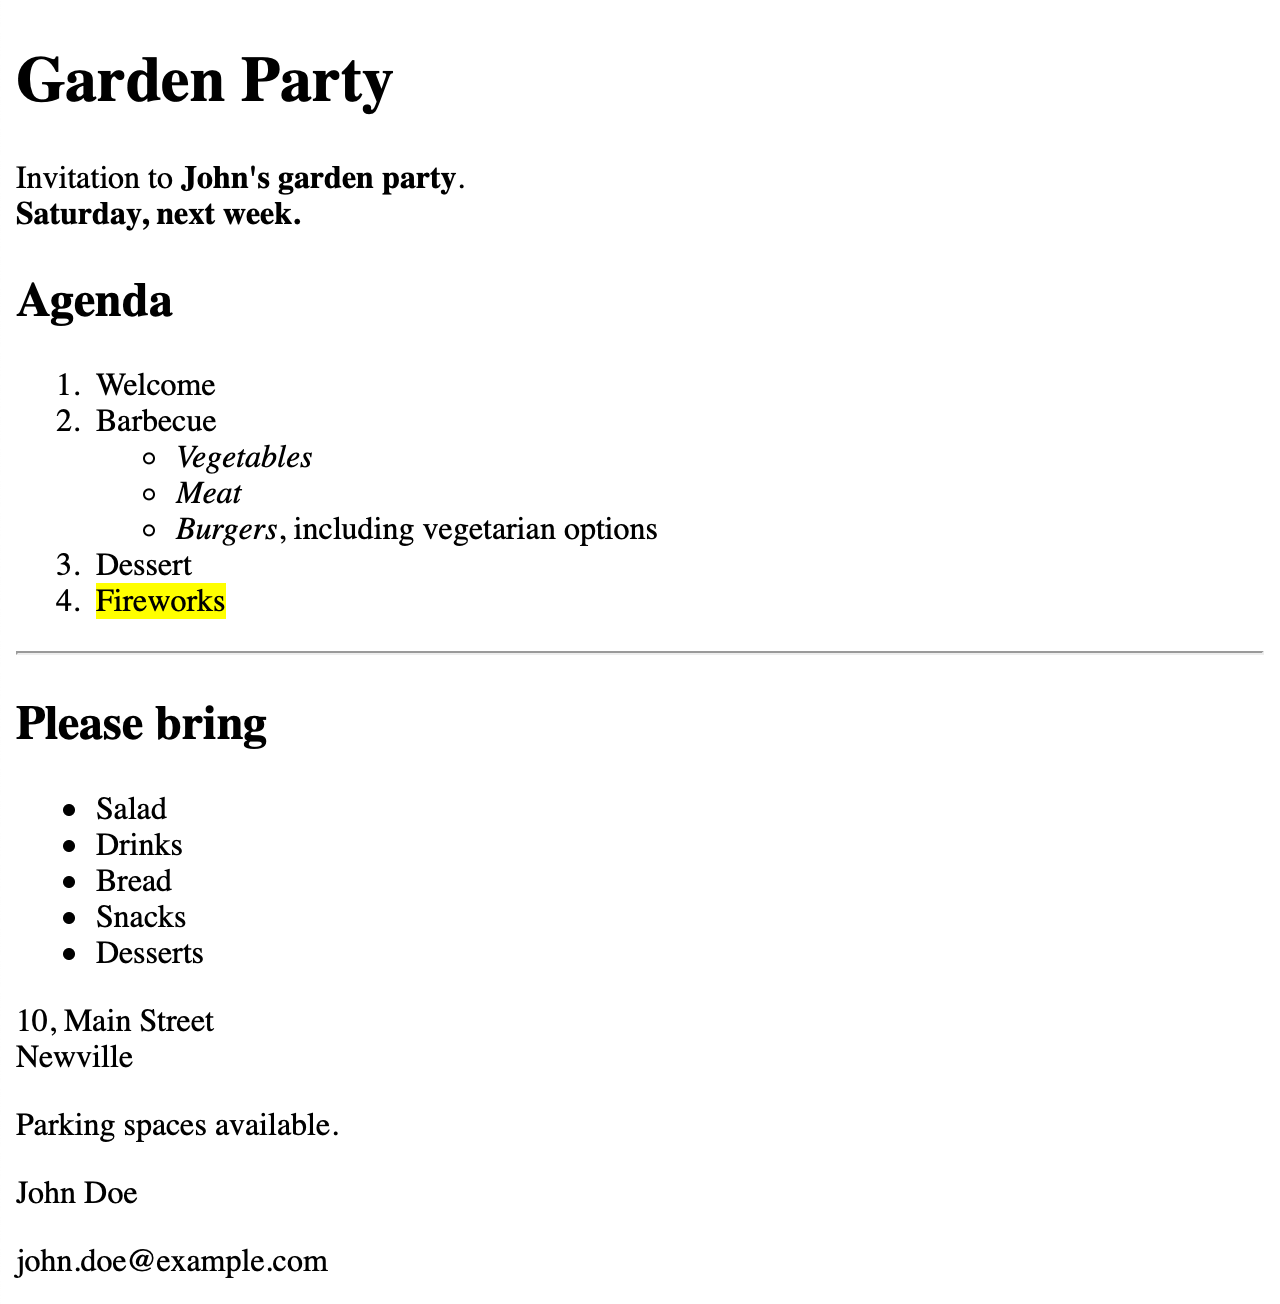 Garden Party
Invitation to John's garden party.
Saturday, next week.
Agenda
1. Welcome
2. Barbecue
Vegetables
Meat
Burgers, including vegetarian options
3. Dessert
4. Fireworks
Please bring
Salad
Drinks
Bread
Snacks
Desserts
10, Main Street
Newville
Parking spaces available.
John Doe
john.doe@example.com